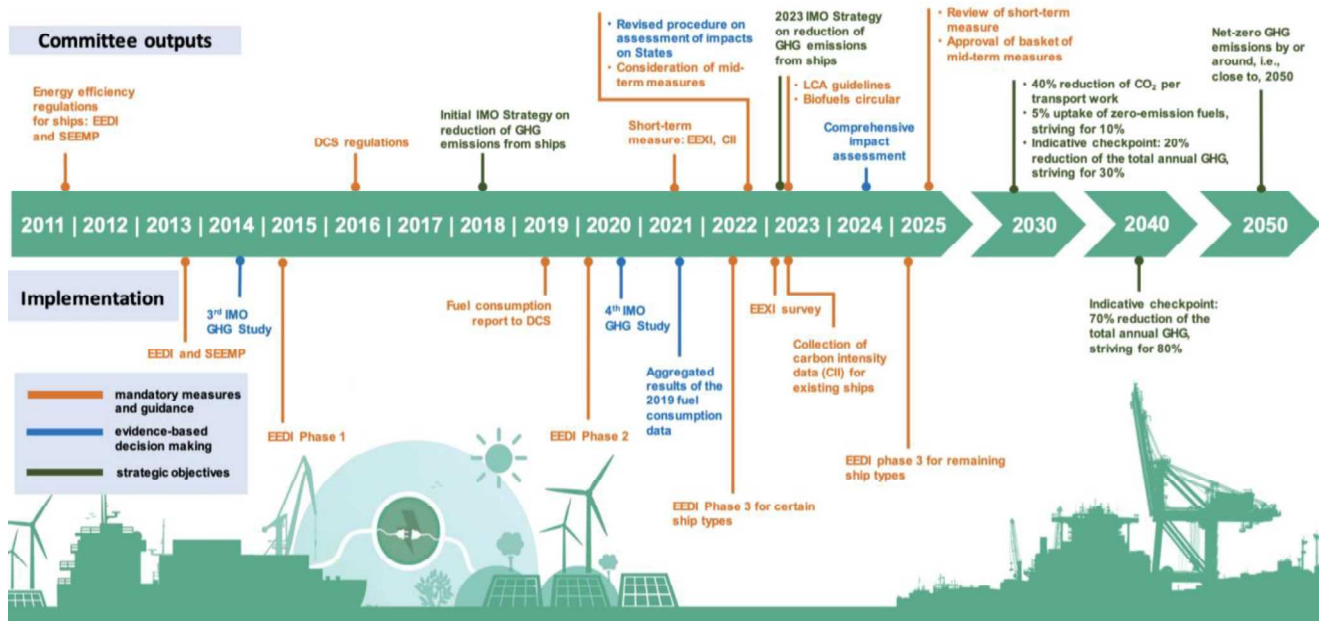 Committee outputs
Energy efficiency
regulations
for ships: EEDI
and SEEMP
DCS regulations
Initial IMO Strategy on
reduction of GHG
emissions from ships
• Revised procedure on
assessment of impacts
on States
• Consideration of mid-
term measures
Short-term
measure: EEXI, CII
2023 IMO Strategy
on reduction of
GHG emissions
from ships
• LCA guidelines
• Biofuels circular
Comprehensive
impact
assessment
• Review of short-term
measure
• Approval of basket of
mid-term measures
• 40% reduction of CO₂ per
transport work
• 5% uptake of zero-emission fuels,
striving for 10%
• Indicative checkpoint: 20%
reduction of the total annual GHG,
striving for 30%
Net-zero GHG
emissions by or
around, i.e.,
close to, 2050
2011 | 2012 | 2013 | 2014 | 2015 | 2016 | 2017 | 2018 | 2019 | 2020 | 2021 | 2022 | 2023 | 2024 | 2025
2030
2040
2050
Implementation
EEDI and SEEMP
3rd IMO
GHG Study
EEDI Phase 1
Fuel consumption
report to DCS
EEDI Phase 2
4th IMO
GHG Study
Aggregated
results of the
2019 fuel
consumption
data
EEDI Phase 3 for certain
ship types
EEXI survey
Collection of
carbon intensity
data (CII) for
existing ships
EEDI phase 3 for remaining
ship types
Indicative checkpoint:
70% reduction of the
total annual GHG,
striving for 80%
mandatory measures
and guidance
evidence-based
decision making
strategic objectives